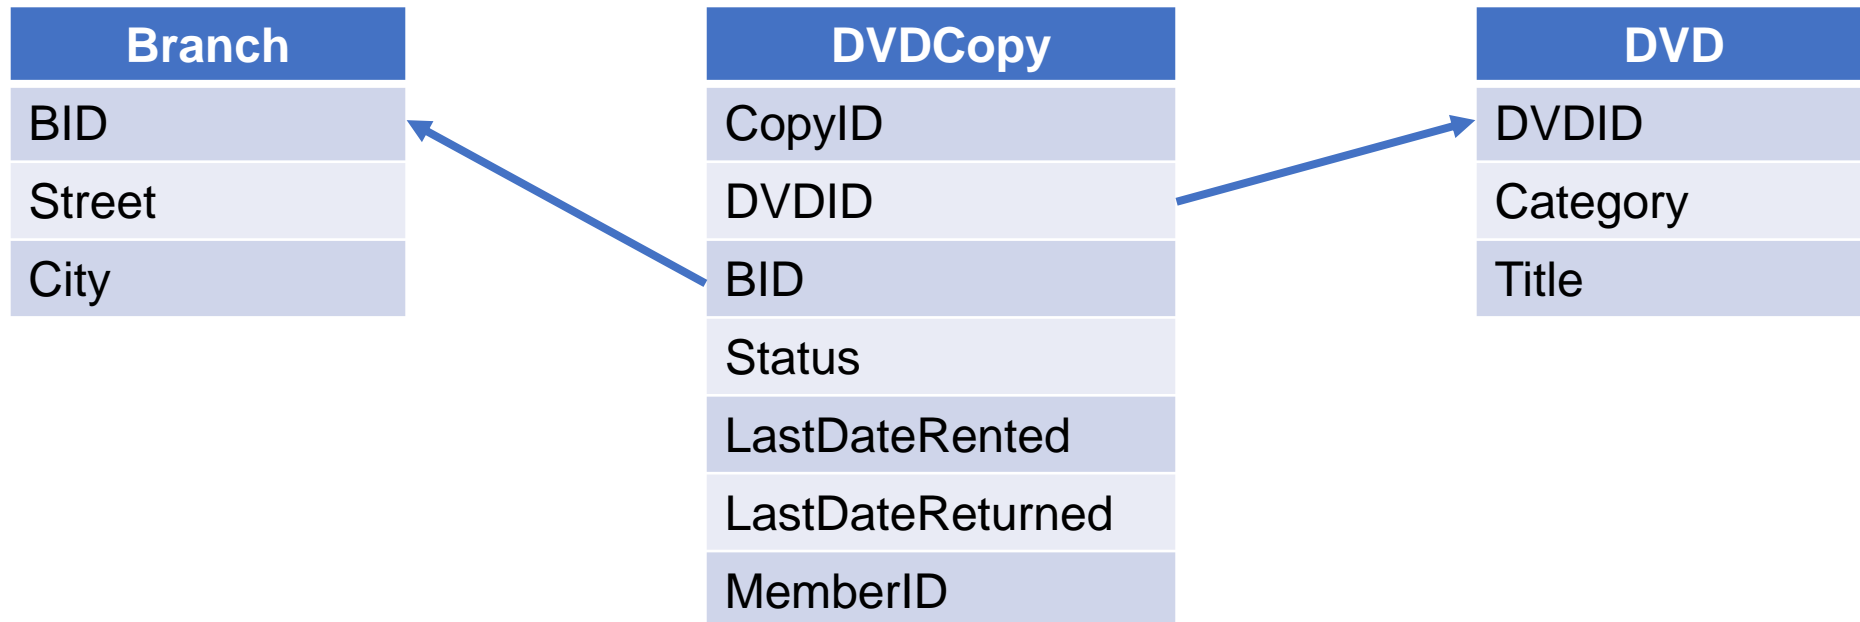 Branch
BID
Street
City
DVDCopy
CopyID
DVDID
BID
Status
LastDateRented
LastDateReturned
MemberID
DVD
DVDID
Category
Title